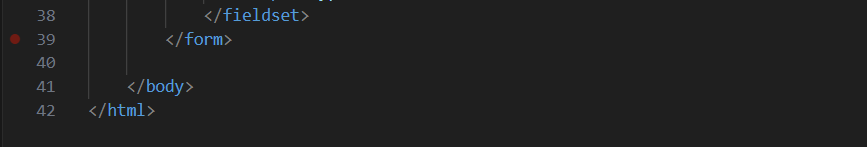 38 </fieldset>
39 </form>
40
41 </body>
42 </html>